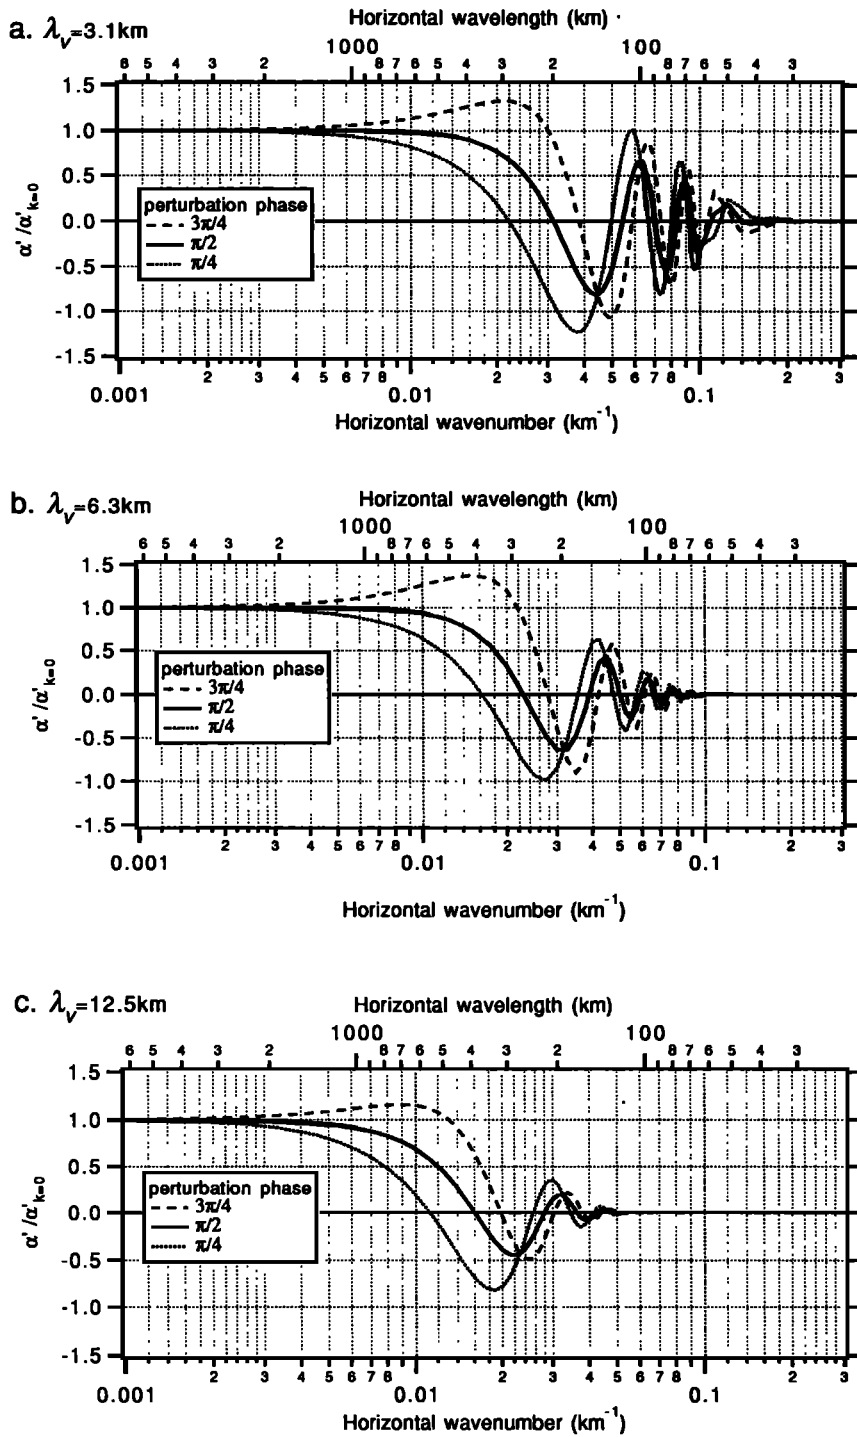 a. λv=3.1km
Horizontal wavelength (km)
1000 100
6 5 4 3 2 9 8 7 6 5 4 3 2 9 8 7 6 5 4 3
1.5
1.0
0.5
0.0
-0.5
-1.0
-1.5
α'/α'k=0
perturbation phase
3π/4
π/2
π/4
2 3 4 5 6 7 8 2 3 4 5 6 7 8 2 3
0.001 0.01 0.1
Horizontal wavenumber (km-1)
b. λv=6.3km
Horizontal wavelength (km)
1000 100
6 5 4 3 2 8 7 6 5 4 3 2 8 7 6 5 4 3
1.5
1.0
0.5
0.0
-0.5
-1.0
-1.5
α'/α'k=0
perturbation phase
3π/4
π/2
π/4
2 3 4 5 6 7 8 2 3 4 5 6 7 8 2 3
0.001 0.01 0.1
Horizontal wavenumber (km-1)
c. λv=12.5km
Horizontal wavelength (km)
1000 100
6 5 4 3 2 8 7 6 5 4 3 2 8 7 6 5 4 3
1.5
1.0
0.5
0.0
-0.5
-1.0
-1.5
α'/α'k=0
perturbation phase
3π/4
π/2
π/4
2 3 4 5 6 7 8 2 3 4 5 6 7 8 2 3
0.001 0.01 0.1
Horizontal wavenumber (km-1)